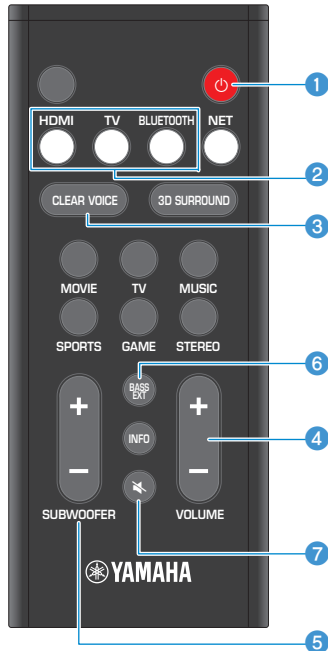 1
HDMI TV BLUETOOTH NET
2
CLEAR VOICE 3D SURROUND
3
MOVIE TV MUSIC
SPORTS GAME STEREO
6
BASS
EXT
+ +
INFO
4
− −
SUBWOOFER VOLUME
7
YAMAHA
5